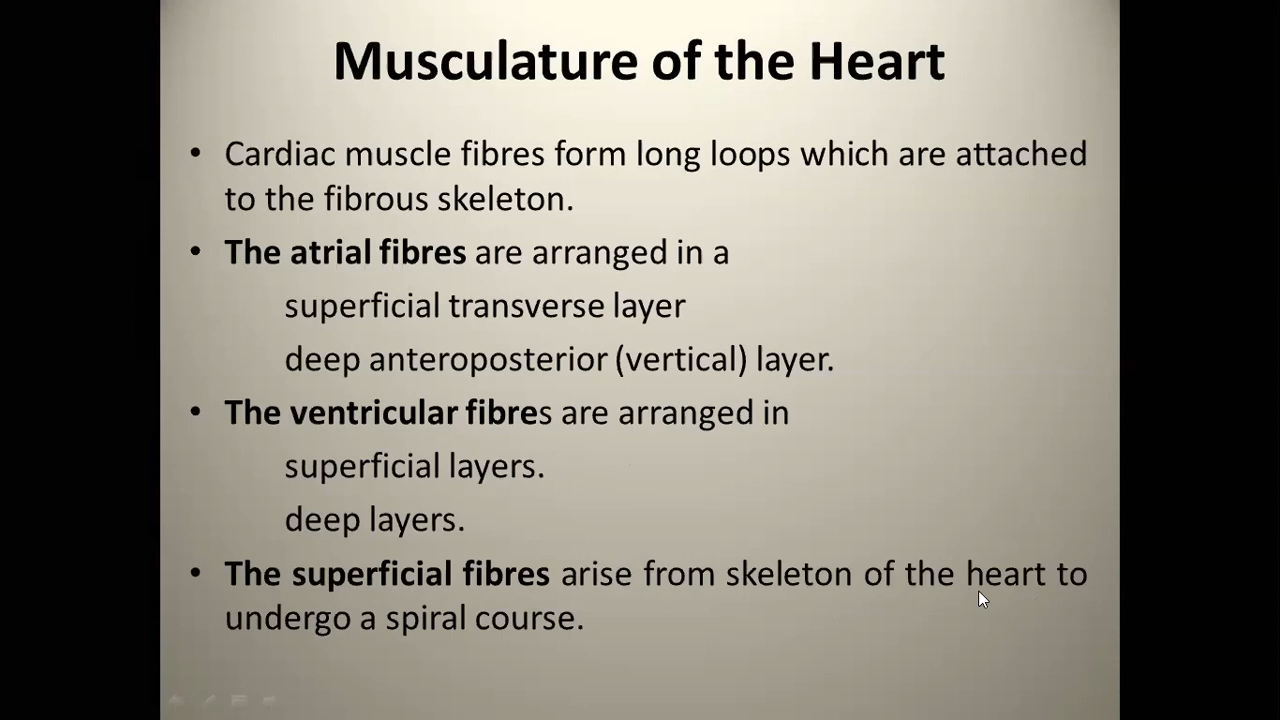 Musculature of the Heart
• Cardiac muscle fibres form long loops which are attached
to the fibrous skeleton.
• The atrial fibres are arranged in a
superficial transverse layer
deep anteroposterior (vertical) layer.
• The ventricular fibres are arranged in
superficial layers.
deep layers.
• The superficial fibres arise from skeleton of the heart to
undergo a spiral course.